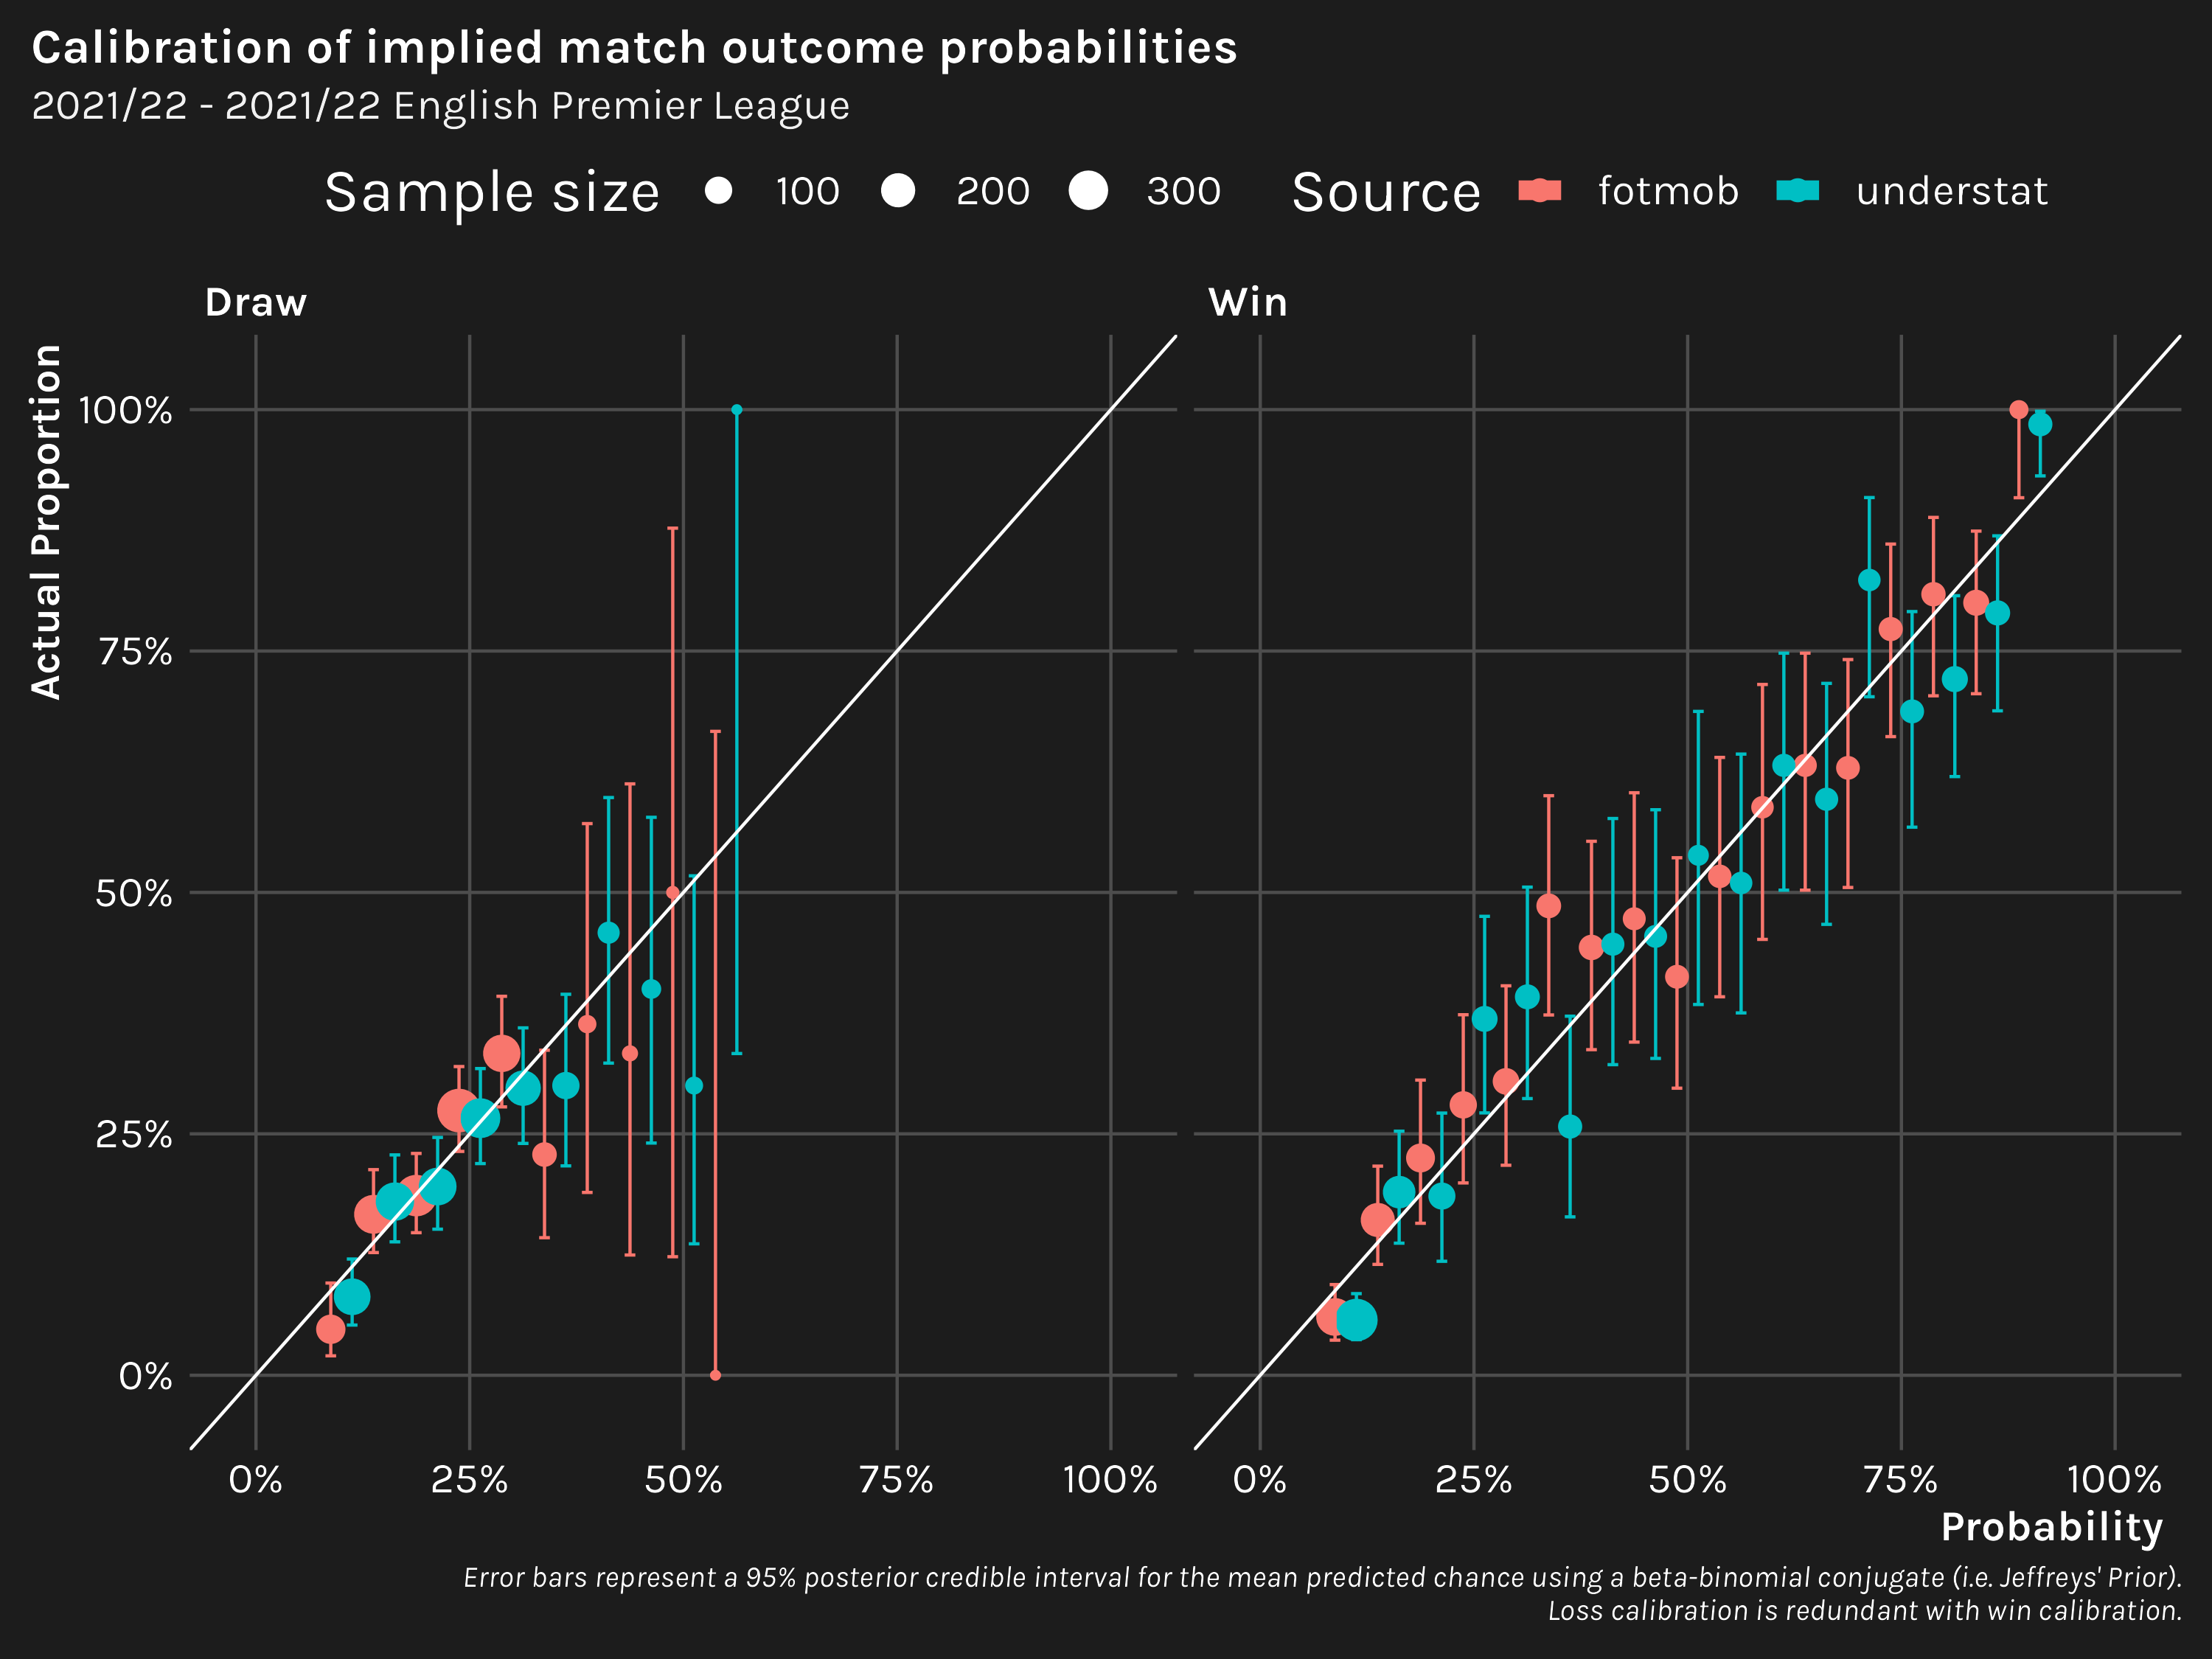 Calibration of implied match outcome probabilities
2021/22 - 2021/22 English Premier League
Sample size 100 200 300 Source fotmob understat
Draw Win
Actual Proportion
100%
75%
50%
25%
0%
0% 25% 50% 75% 100% 0% 25% 50% 75% 100%
Probability
Error bars represent a 95% posterior credible interval for the mean predicted chance using a beta-binomial conjugate (i.e. Jeffreys' Prior).
Loss calibration is redundant with win calibration.